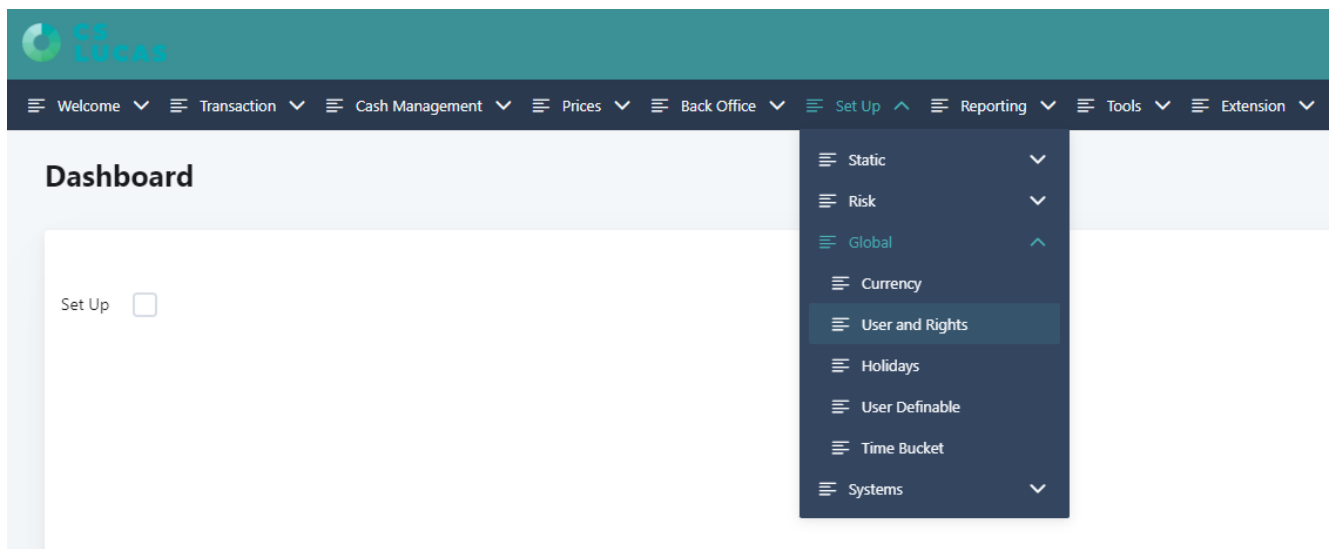 CS
LUCAS
Welcome Transaction Cash Management Prices Back Office Set Up Reporting Tools Extension
Dashboard
Set Up
Static
Risk
Global
Currency
User and Rights
Holidays
User Definable
Time Bucket
Systems